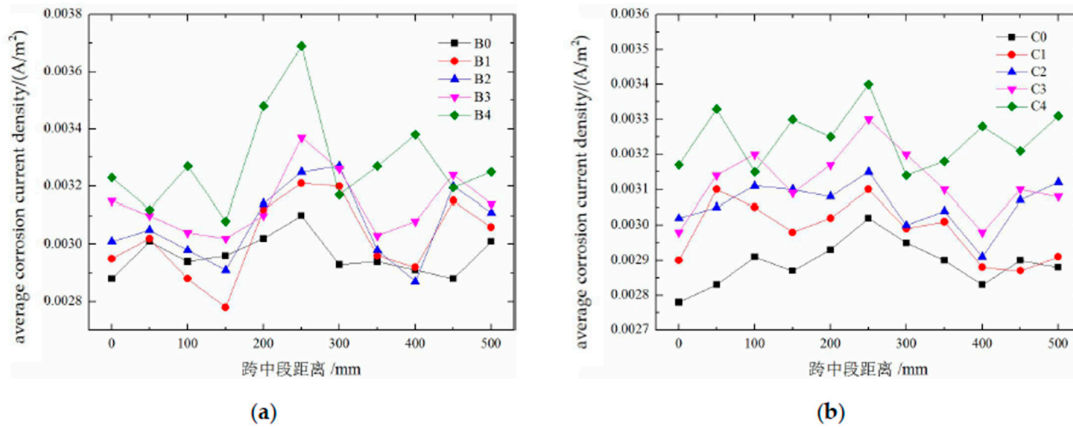 0.0038
0.0036
0.0034
0.0032
0.0030
0.0028
average corrosion current density/(A/m²)
0 100 200 300 400 500
跨中段距离 /mm
B0
B1
B2
B3
B4
(a)
0.0036
0.0035
0.0034
0.0033
0.0032
0.0031
0.0030
0.0029
0.0028
0.0027
average corrosion current density/(A/m²)
0 100 200 300 400 500
跨中段距离 /mm
C0
C1
C2
C3
C4
(b)